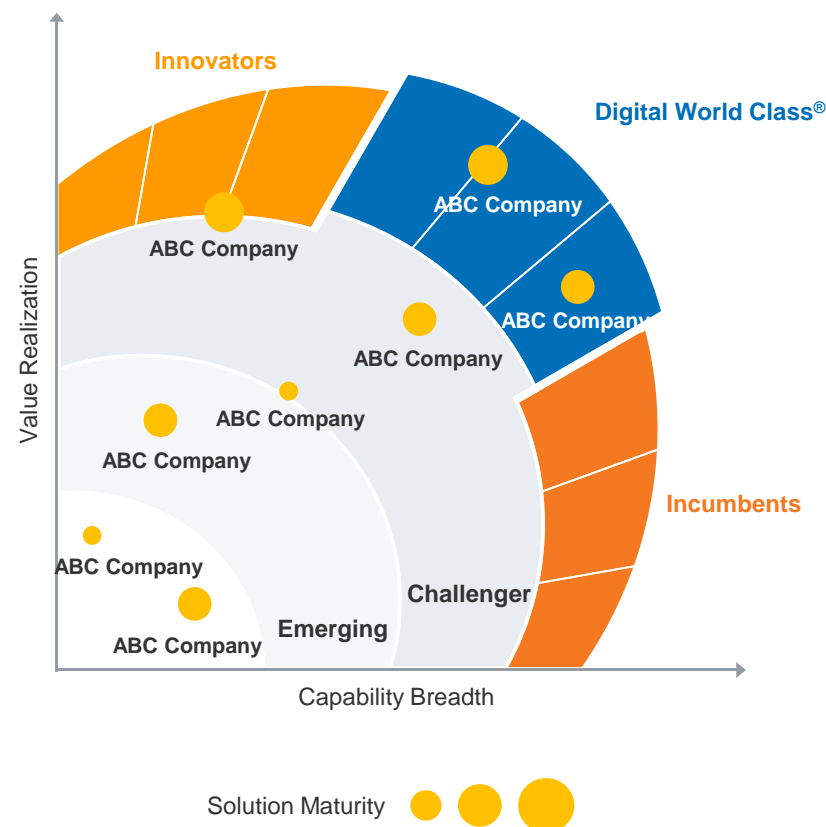 Innovators
Digital World Class®
ABC Company
ABC Company
ABC Company
ABC Company
ABC Company
ABC Company
Value Realization
Incumbents
ABC Company
Challenger
Emerging
ABC Company
Capability Breadth
Solution Maturity